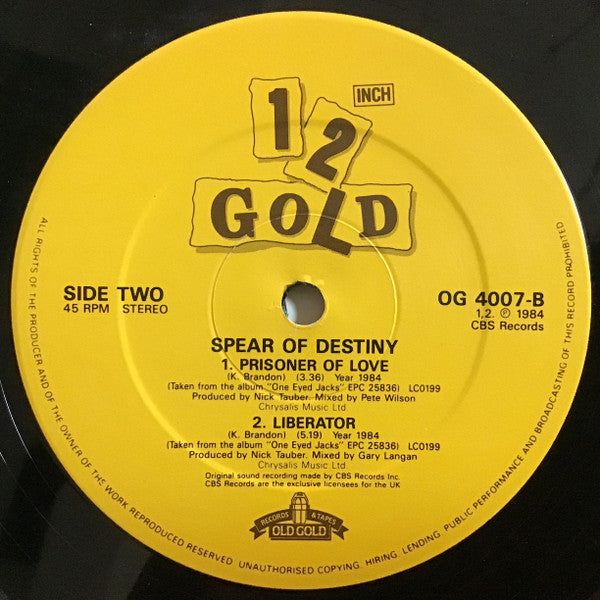 12
INCH
GOLD
SIDE TWO
45 RPM STEREO
OG 4007-B
1,2. ℗ 1984
CBS Records
SPEAR OF DESTINY
1. PRISONER OF LOVE
(K. Brandon) (3.36) Year 1984
(Taken from the album "One Eyed Jacks" EPC 25836) LC0199
Produced by Nick Tauber. Mixed by Pete Wilson
Chrysalis Music Ltd.
2. LIBERATOR
(K. Brandon) (5.19) Year 1984
(Taken from the album "One Eyed Jacks" EPC 25836) LC0199
Produced by Nick Tauber. Mixed by Gary Langan
Chrysalis Music Ltd.
Original sound recording made by CBS Records Inc.
CBS Records are the exclusive licensees for the UK
RECORDS & TAPES
OLD GOLD
ALL RIGHTS OF THE PRODUCER AND OF THE OWNER OF THE WORK REPRODUCED RESERVED. UNAUTHORISED COPYING, HIRING, LENDING, PUBLIC PERFORMANCE AND BROADCASTING OF THIS RECORD PROHIBITED